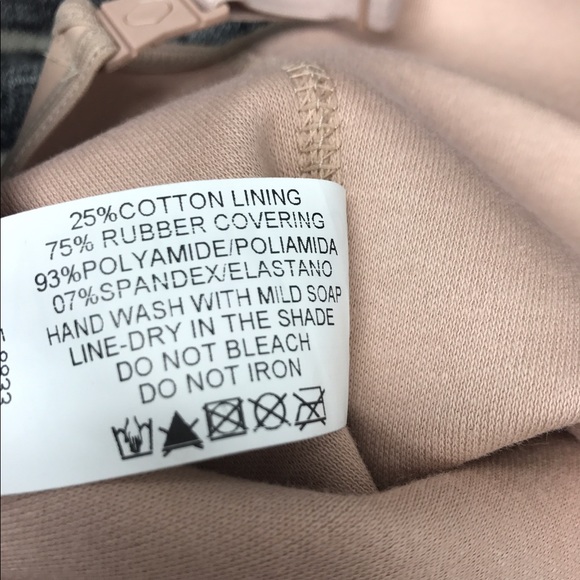 25%COTTON LINING
75% RUBBER COVERING
93%POLYAMIDE/POLIAMIDA
07%SPANDEX/ELASTANO
HAND WASH WITH MILD SOAP
LINE-DRY IN THE SHADE
DO NOT BLEACH
DO NOT IRON